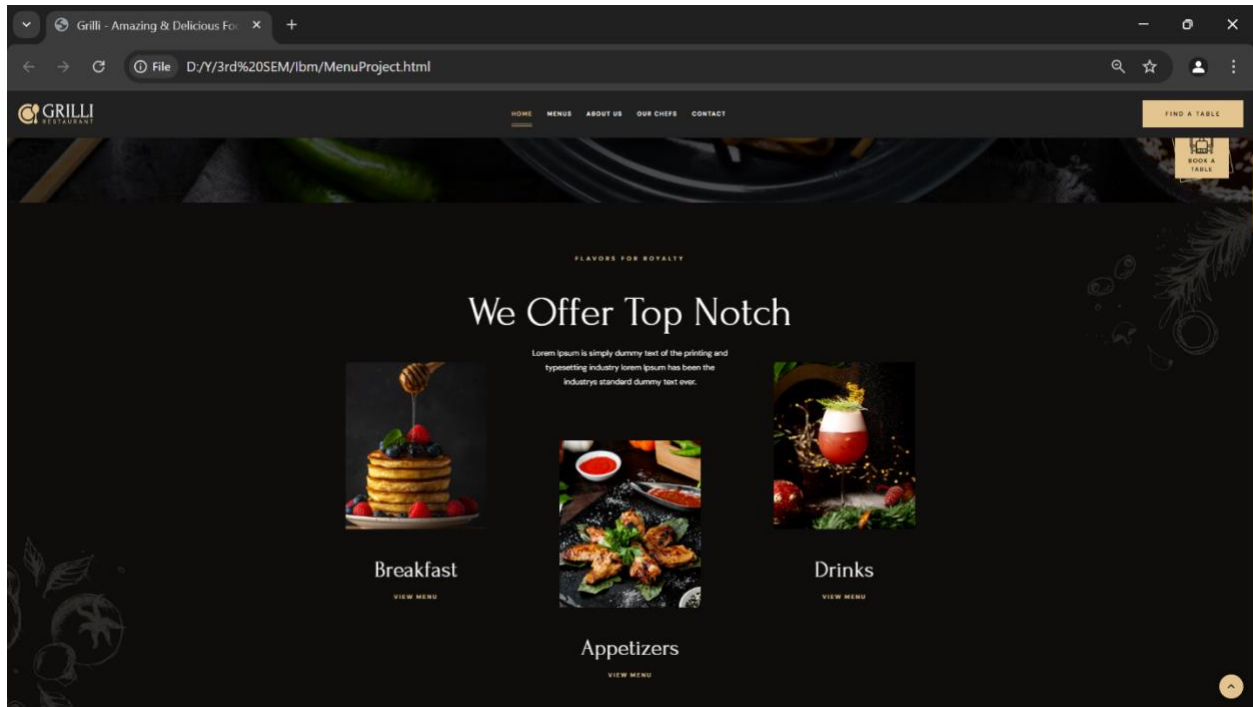 Grilli - Amazing & Delicious Foo
File D:/Y/3rd%20SEM/Ibm/MenuProject.html
GRILLI
RESTAURANT
HOME MENUS ABOUT US OUR CHEFS CONTACT
FIND A TABLE
BOOK A
TABLE
FLAVORS FOR ROYALTY
We Offer Top Notch
Lorem Ipsum is simply dummy text of the printing and
typesetting industry lorem Ipsum has been the
industrys standard dummy text ever.
Breakfast
VIEW MENU
Appetizers
VIEW MENU
Drinks
VIEW MENU